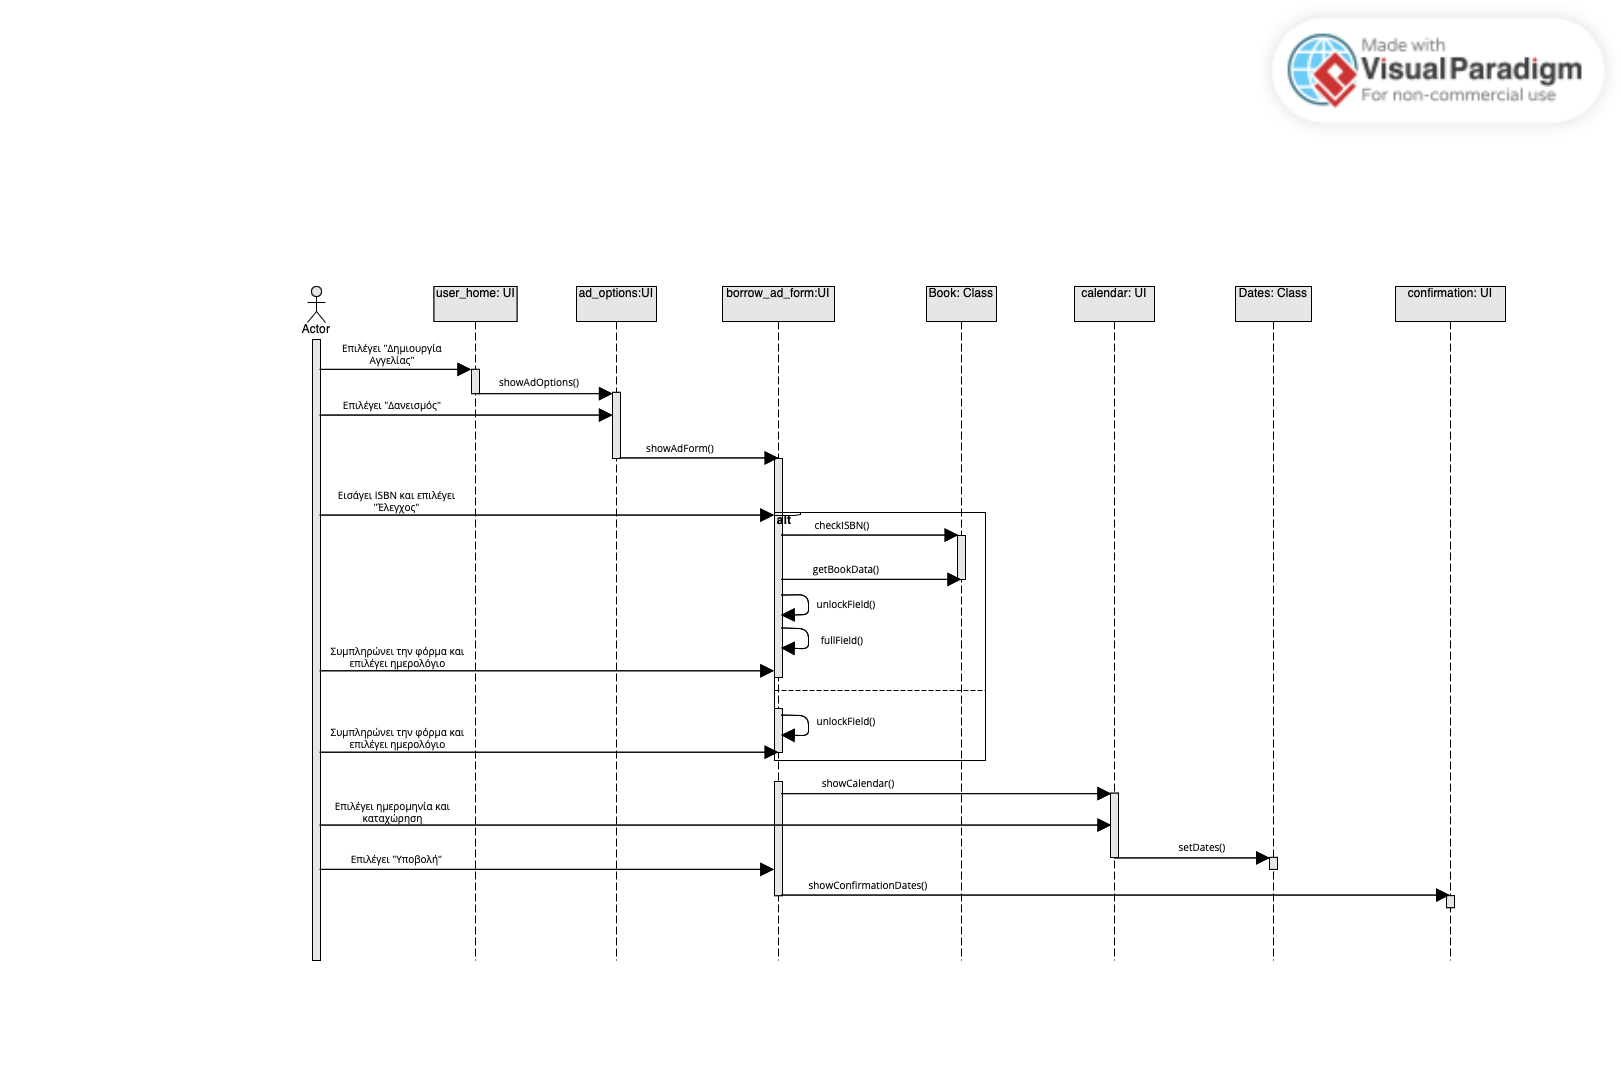 Made with
Visual Paradigm
For non-commercial use
Actor
user_home: UI
ad_options:UI
borrow_ad_form:UI
Book: Class
calendar: UI
Dates: Class
confirmation: UI
Επιλέγει "Δημιουργία
Αγγελίας"
showAdOptions()
Επιλέγει "Δανεισμός"
showAdForm()
Εισάγει ISBN και επιλέγει
"Έλεγχος"
alt
checkISBN()
getBookData()
unlockField()
fullField()
Συμπληρώνει την φόρμα και
επιλέγει ημερολόγιο
unlockField()
Συμπληρώνει την φόρμα και
επιλέγει ημερολόγιο
showCalendar()
Επιλέγει ημερομηνία και
καταχώρηση
setDates()
Επιλέγει "Υποβολή"
showConfirmationDates()